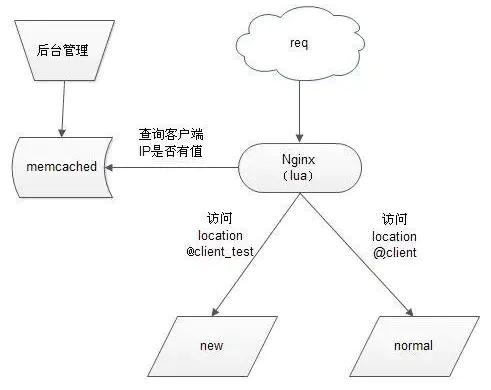 后台管理
req
查询客户端
IP是否有值
memcached
Nginx
（lua）
访问
location
@client_test
访问
location
@client
new
normal